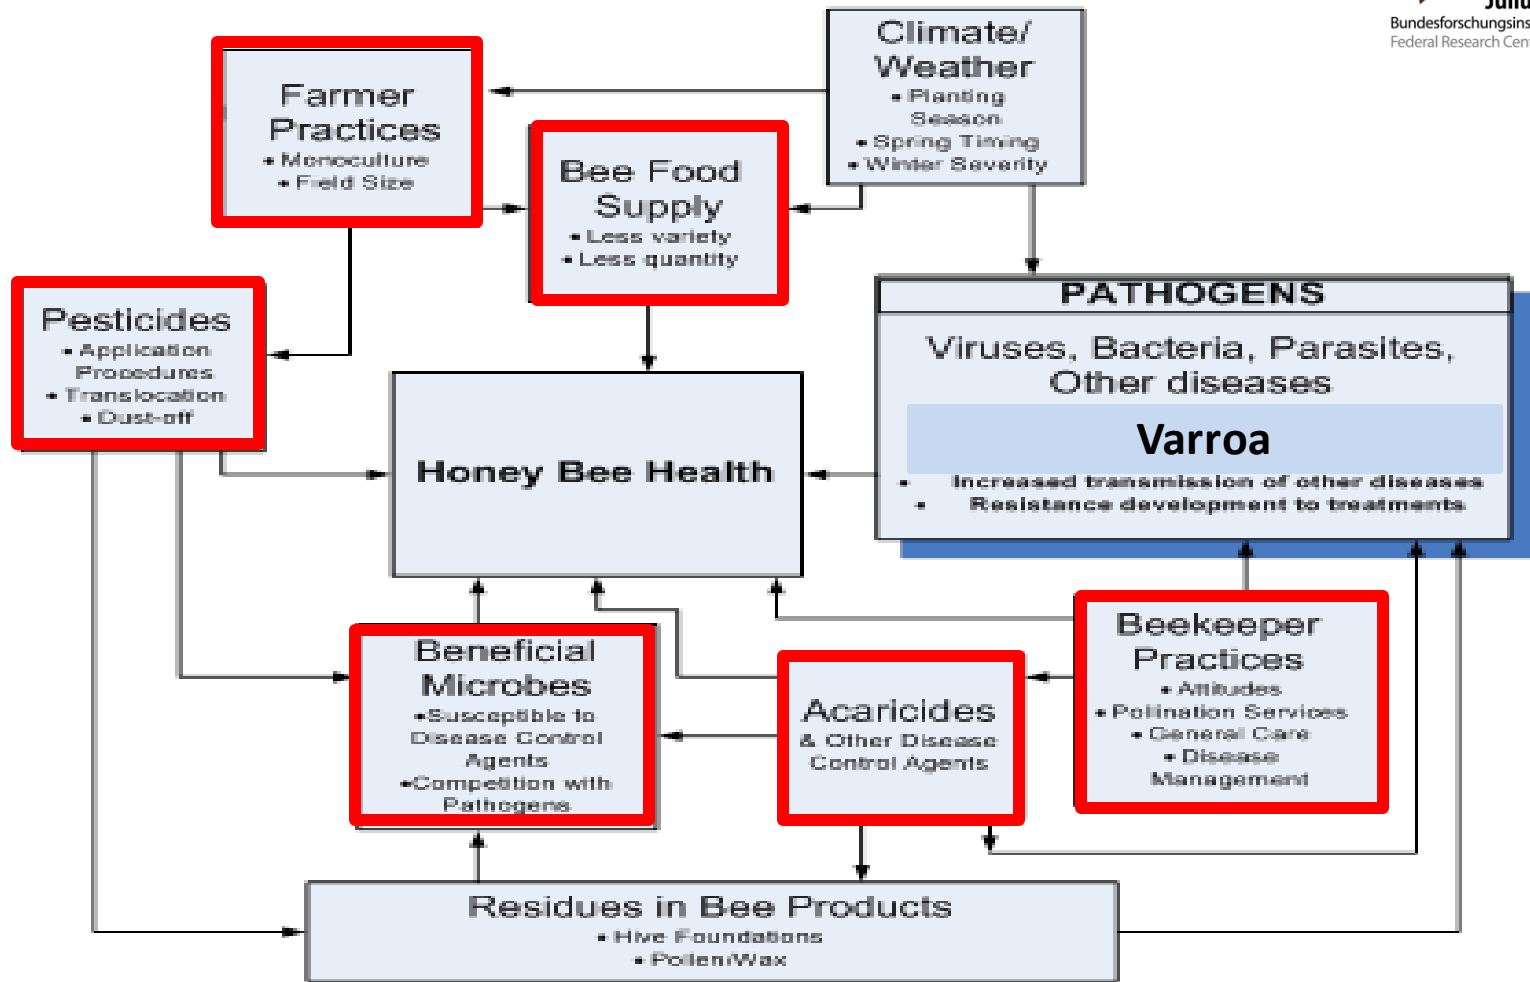 Juliu
Bundesforschungsins
Federal Research Cent
Climate/
Weather
• Planting
Season
• Spring Timing
• Winter Severity
Farmer
Practices
• Monoculture
• Field Size
Bee Food
Supply
• Less variety
• Less quantity
Pesticides
• Application
Procedures
• Translocation
• Dust-off
PATHOGENS
Viruses, Bacteria, Parasites,
Other diseases
Varroa
• Increased transmission of other diseases
• Resistance development to treatments
Honey Bee Health
Beneficial
Microbes
•Susceptible to
Disease Control
Agents
•Competition with
Pathogens
Acaricides
& Other Disease
Control Agents
Beekeeper
Practices
• Attitudes
• Pollination Services
• General Care
• Disease
Management
Residues in Bee Products
• Hive Foundations
• Pollen/Wax